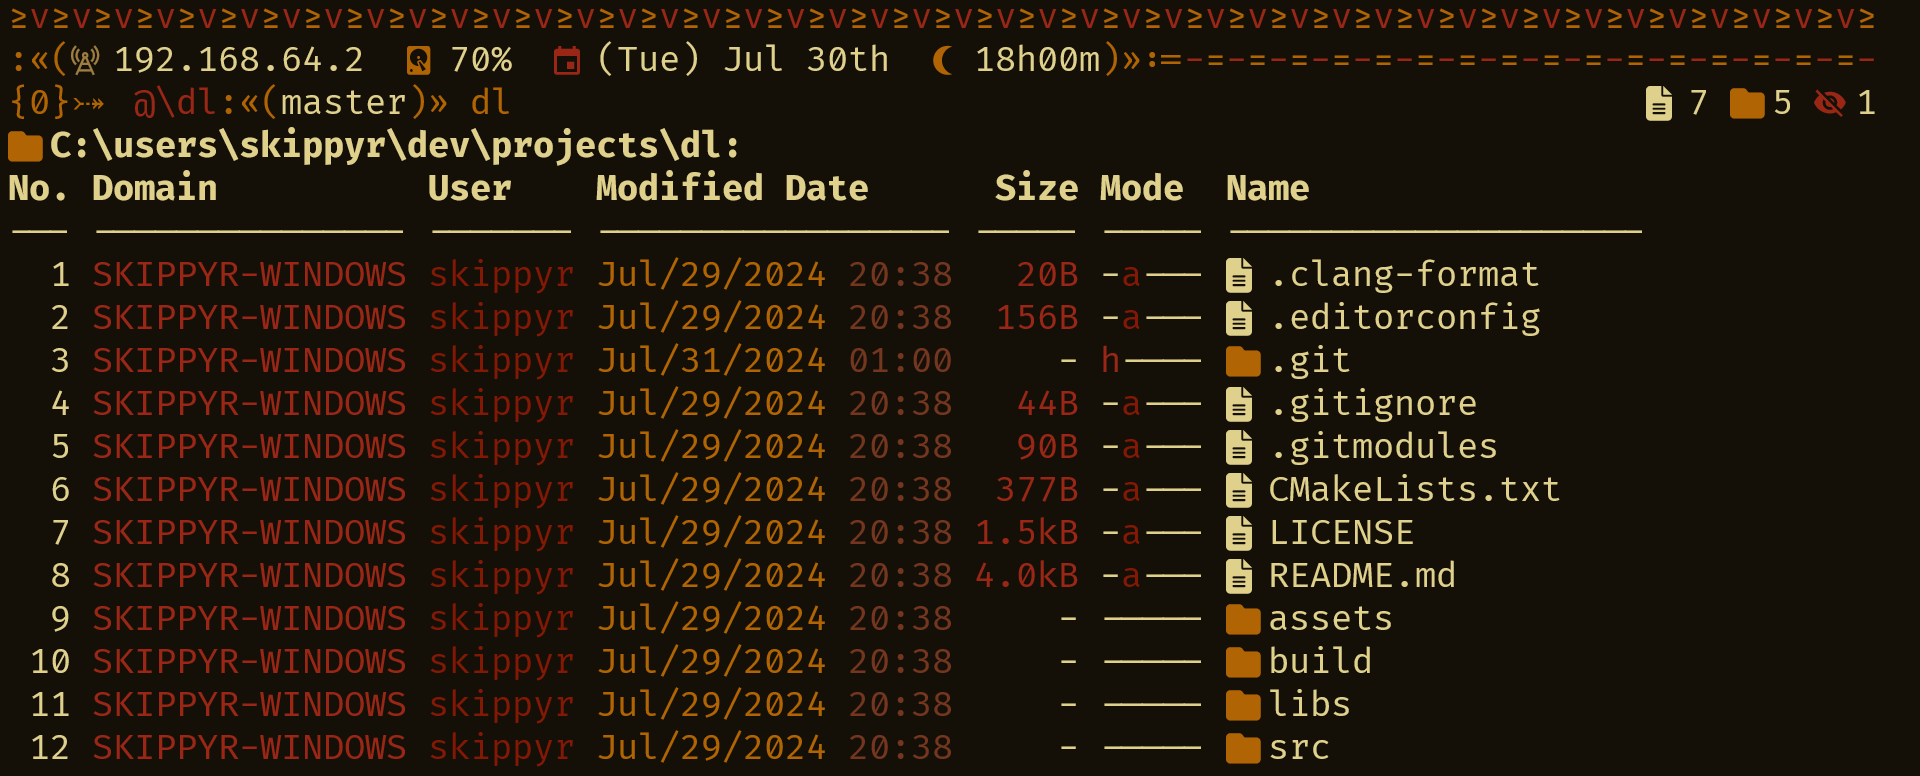 ≥v≥v≥v≥v≥v≥v≥v≥v≥v≥v≥v≥v≥v≥v≥v≥v≥v≥v≥v≥v≥v≥v≥v≥v≥v≥v≥v≥v≥v≥v≥v≥v≥v≥v≥v≥v≥v≥v≥v≥v≥v≥v≥v≥v≥
:«( 192.168.64.2 70% (Tue) Jul 30th 18h00m)»:=-=-=-=-=-=-=-=-=-=-=-=-=-=-=-=-=-
{0}⤐ @\dl:«(master)» dl 7 5 1
C:\users\skippyr\dev\projects\dl:
No. Domain User Modified Date Size Mode Name
——— ——————————————— ——————— ————————————————— ————— ————— ————————————————————
1 SKIPPYR-WINDOWS skippyr Jul/29/2024 20:38 20B -a--- .clang-format
2 SKIPPYR-WINDOWS skippyr Jul/29/2024 20:38 156B -a--- .editorconfig
3 SKIPPYR-WINDOWS skippyr Jul/31/2024 01:00 - h---- .git
4 SKIPPYR-WINDOWS skippyr Jul/29/2024 20:38 44B -a--- .gitignore
5 SKIPPYR-WINDOWS skippyr Jul/29/2024 20:38 90B -a--- .gitmodules
6 SKIPPYR-WINDOWS skippyr Jul/29/2024 20:38 377B -a--- CMakeLists.txt
7 SKIPPYR-WINDOWS skippyr Jul/29/2024 20:38 1.5kB -a--- LICENSE
8 SKIPPYR-WINDOWS skippyr Jul/29/2024 20:38 4.0kB -a--- README.md
9 SKIPPYR-WINDOWS skippyr Jul/29/2024 20:38 - ----- assets
10 SKIPPYR-WINDOWS skippyr Jul/29/2024 20:38 - ----- build
11 SKIPPYR-WINDOWS skippyr Jul/29/2024 20:38 - ----- libs
12 SKIPPYR-WINDOWS skippyr Jul/29/2024 20:38 - ----- src